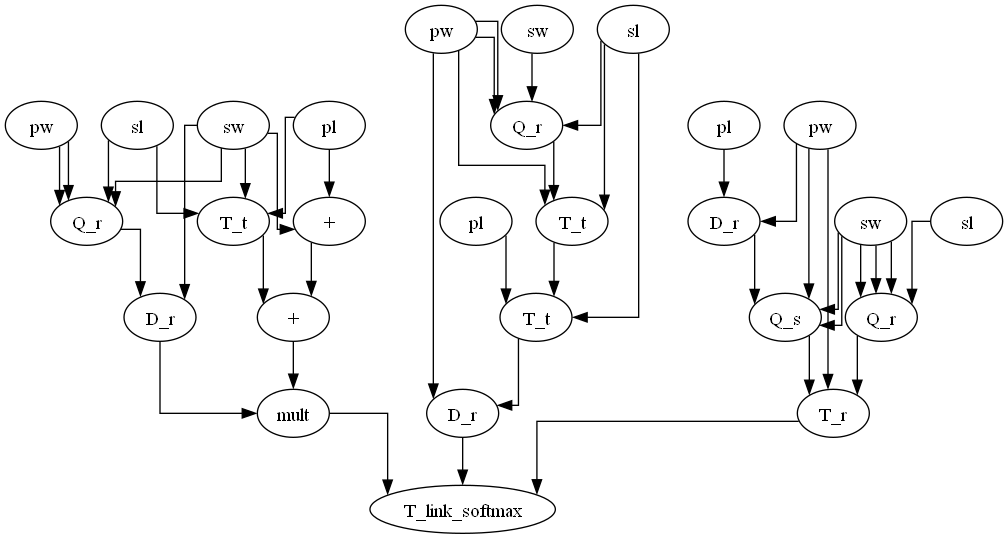 pw sw sl
pw sl sw pl Q_r pl pw
Q_r T_t + pl T_t D_r sw sl
D_r + T_t Q_s Q_r
mult D_r T_r
T_link_softmax